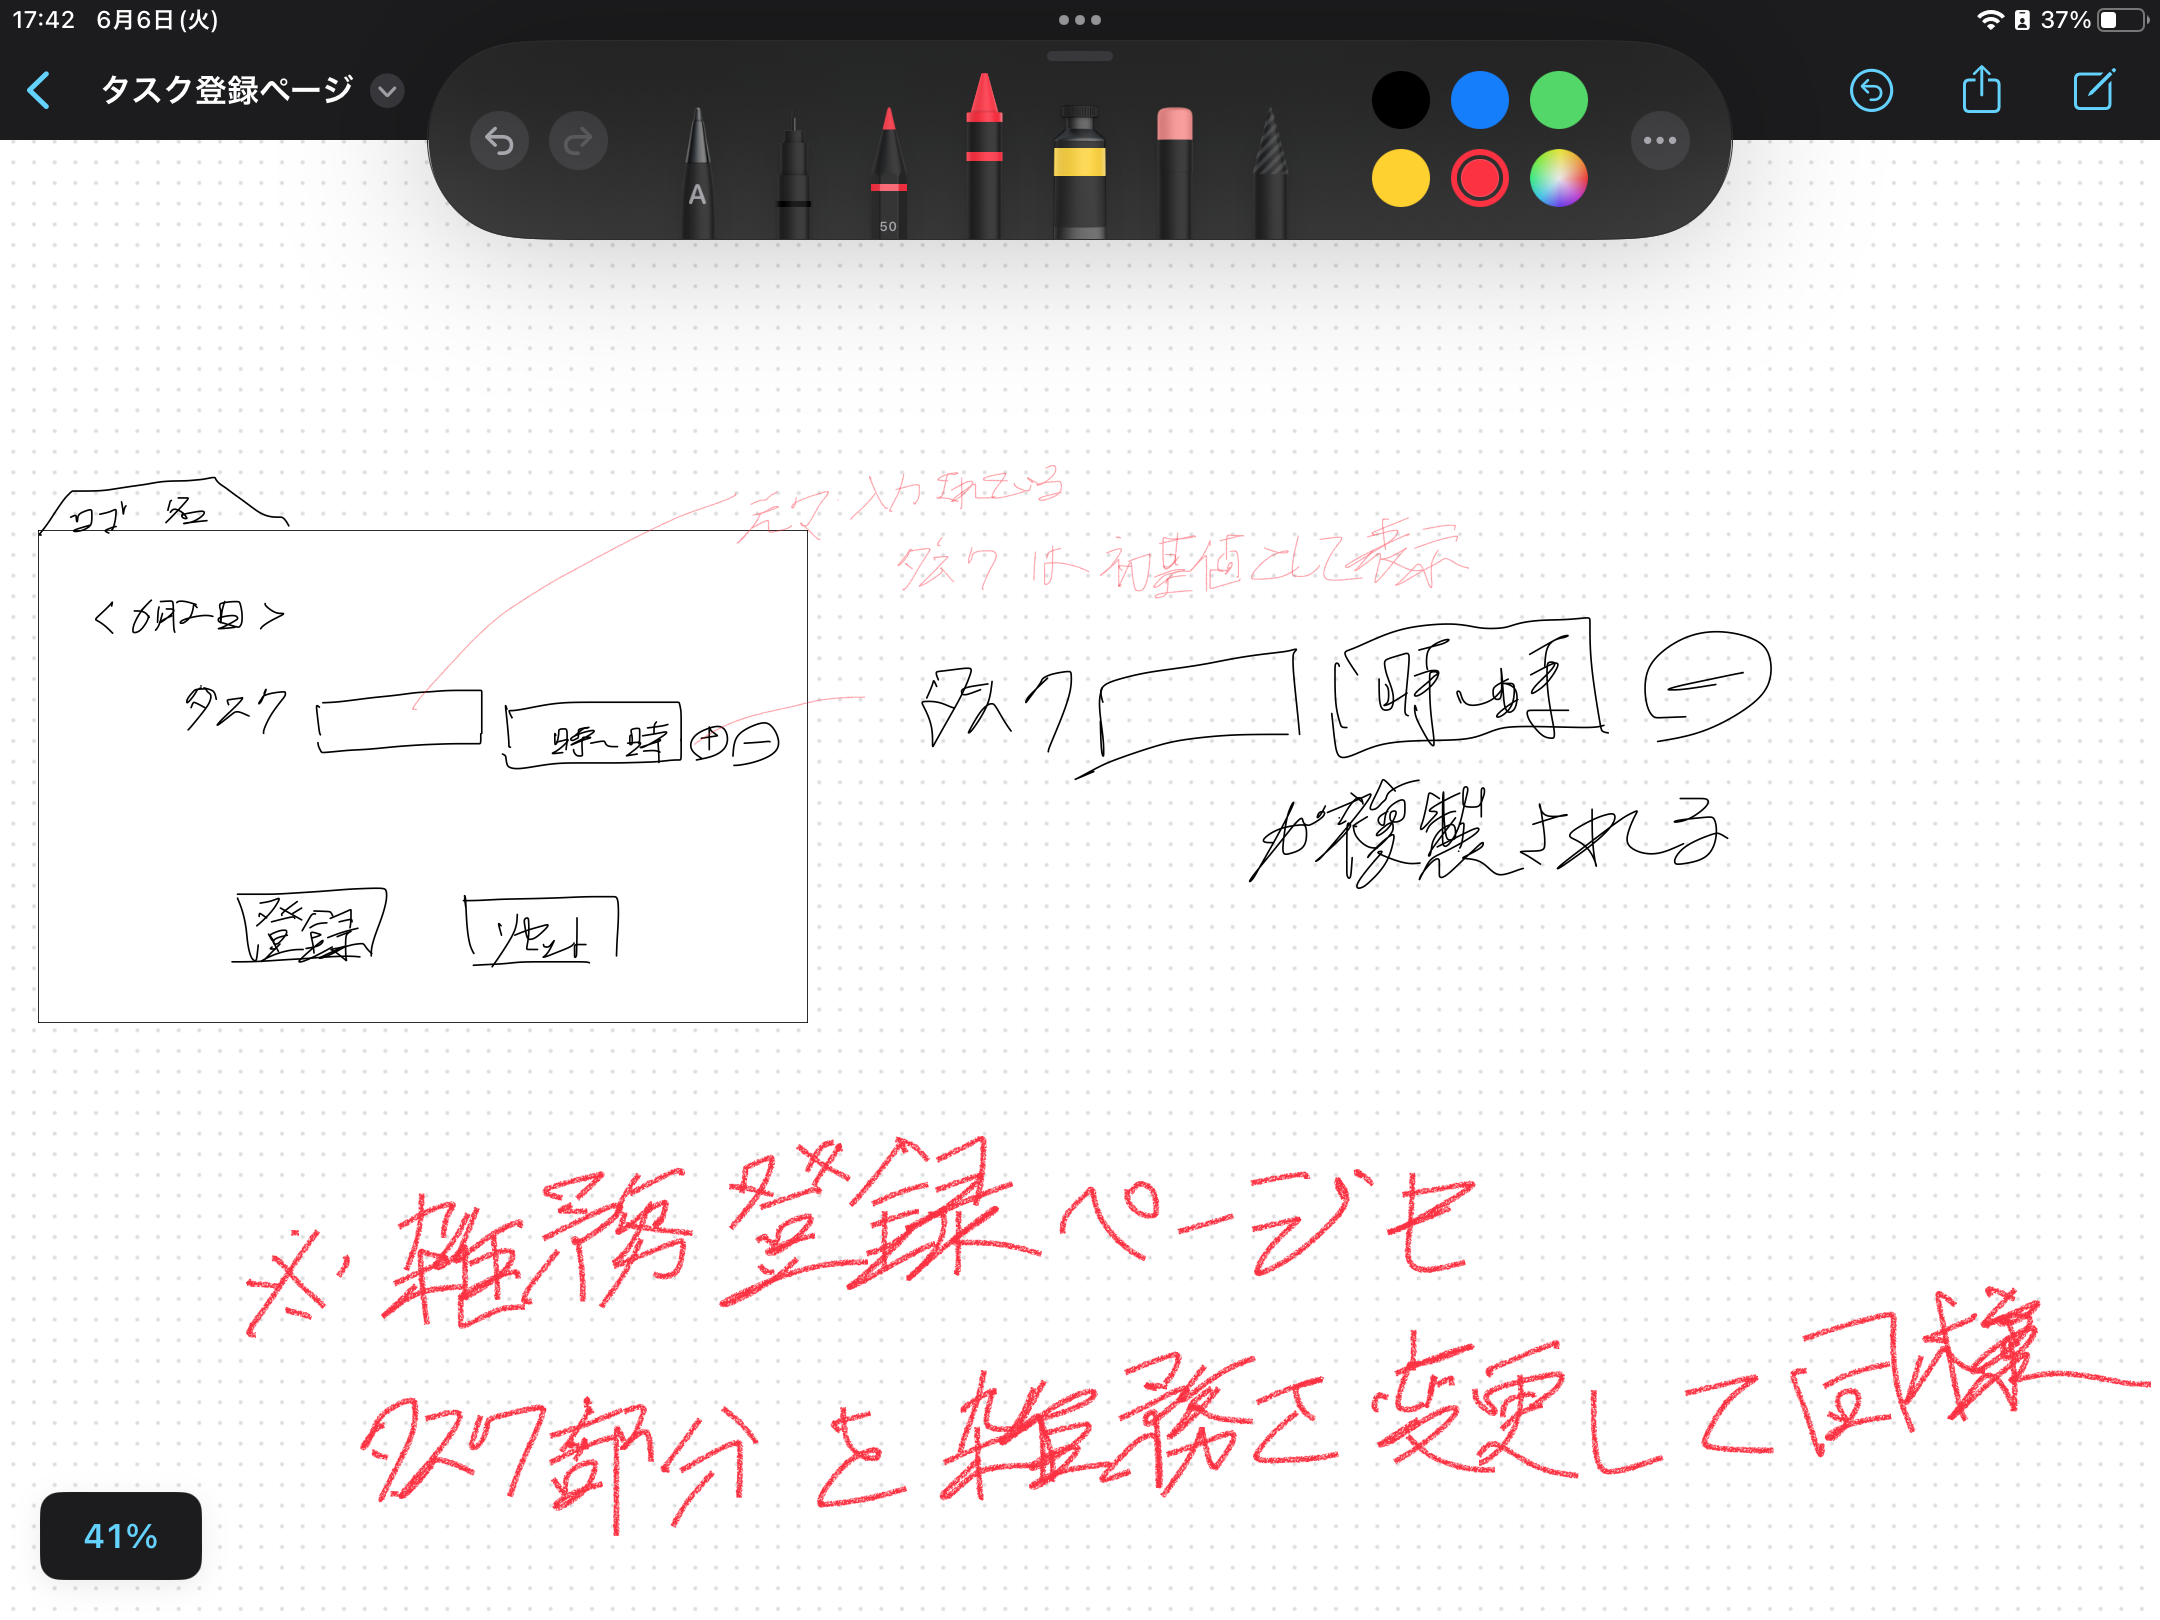 17:42 6月6日(火)
37%
タスク登録ページ
A
50
ロゴ 名
元々 入力されている
タスク は 初期値として表示
< 6月2日 >
タスク
時〜時
+ −
タスク 時〜時 −
が複製される
登録 リセット
※ 雑務登録ページも
タスク部分を雑務に変更して同様
41%